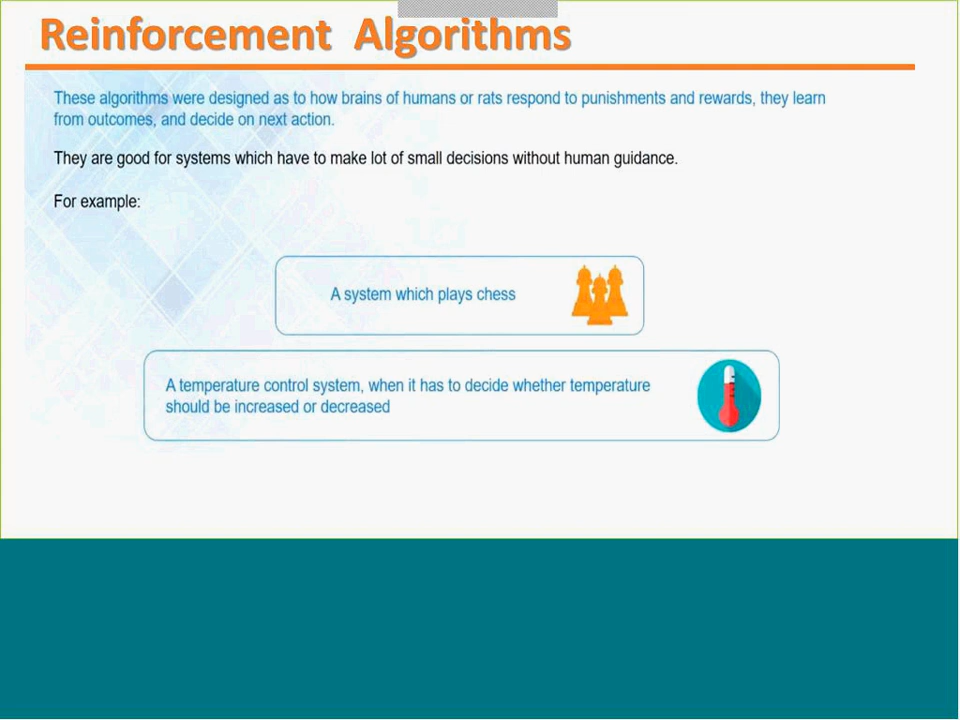 Reinforcement Algorithms
These algorithms were designed as to how brains of humans or rats respond to punishments and rewards, they learn
from outcomes, and decide on next action.
They are good for systems which have to make lot of small decisions without human guidance.
For example:
A system which plays chess
A temperature control system, when it has to decide whether temperature
should be increased or decreased